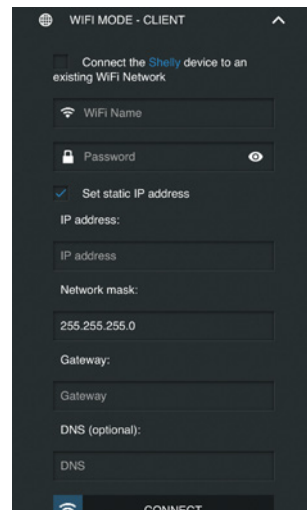 WIFI MODE - CLIENT
Connect the Shelly device to an
existing WiFi Network
WiFi Name
Password
Set static IP address
IP address:
IP address
Network mask:
255.255.255.0
Gateway:
Gateway
DNS (optional):
DNS
CONNECT